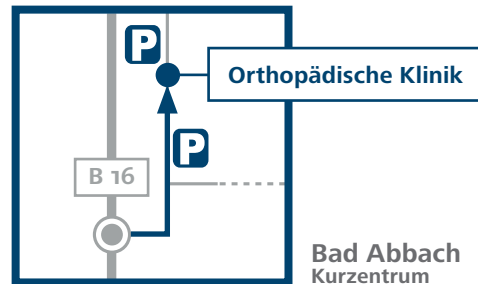 P
Orthopädische Klinik
P
B 16
Bad Abbach
Kurzentrum